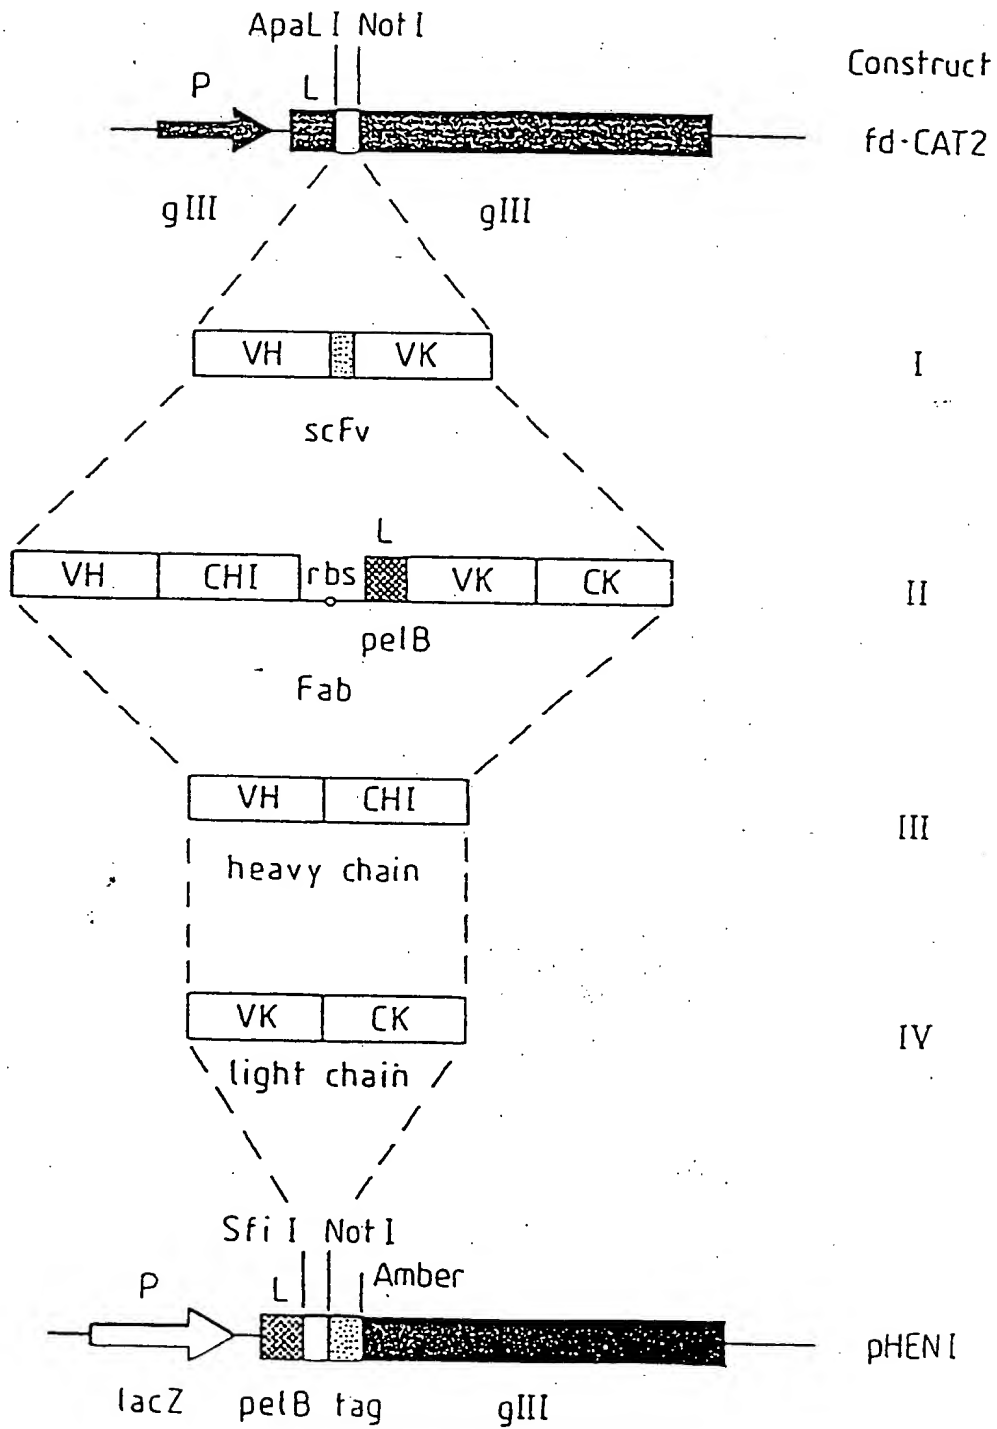 ApaL I Not I
Construct
P L
fd-CAT2
gIII gIII
VH VK I
scFv
L
VH CHI rbs VK CK II
pelB
Fab
VH CHI III
heavy chain
VK CK IV
light chain
Sfi I Not I
P L Amber
pHEN I
lacZ pelB tag gIII